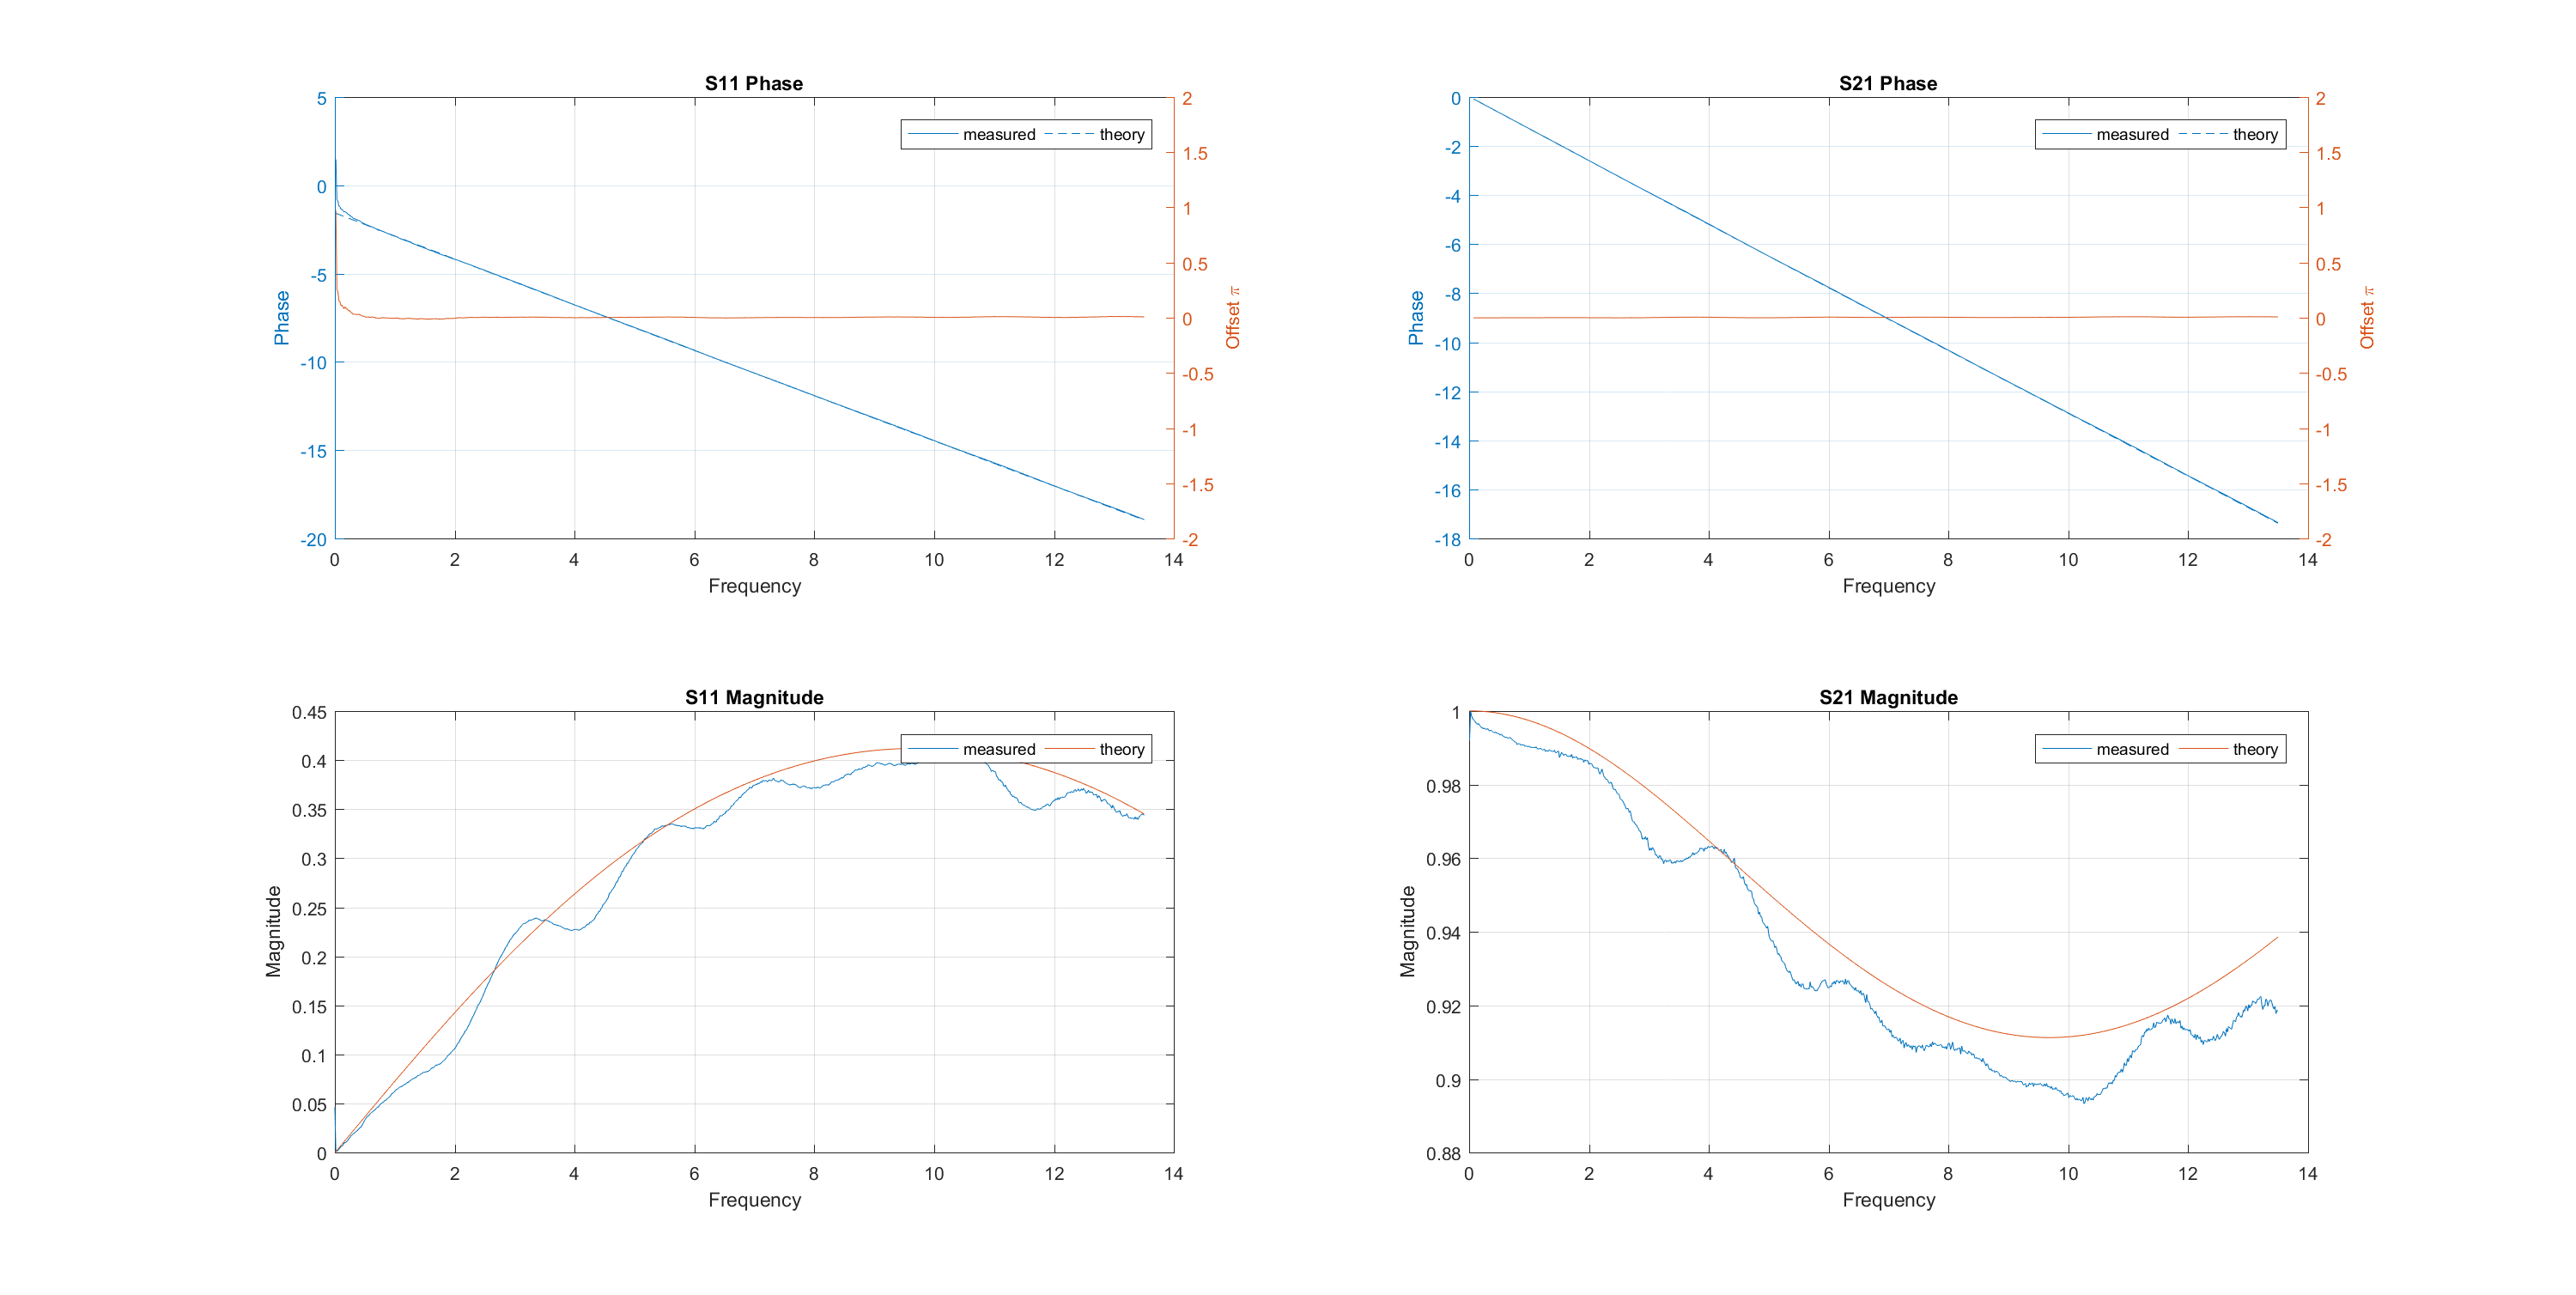 S11 Phase
measured theory
5
0
-5
-10
-15
-20
Phase
2
1.5
1
0.5
0
-0.5
-1
-1.5
-2
Offset π
0 2 4 6 8 10 12 14
Frequency
S21 Phase
measured theory
0
-2
-4
-6
-8
-10
-12
-14
-16
-18
Phase
2
1.5
1
0.5
0
-0.5
-1
-1.5
-2
Offset π
0 2 4 6 8 10 12 14
Frequency
S11 Magnitude
measured theory
0.45
0.4
0.35
0.3
0.25
0.2
0.15
0.1
0.05
0
Magnitude
0 2 4 6 8 10 12 14
Frequency
S21 Magnitude
measured theory
1
0.98
0.96
0.94
0.92
0.9
0.88
Magnitude
0 2 4 6 8 10 12 14
Frequency